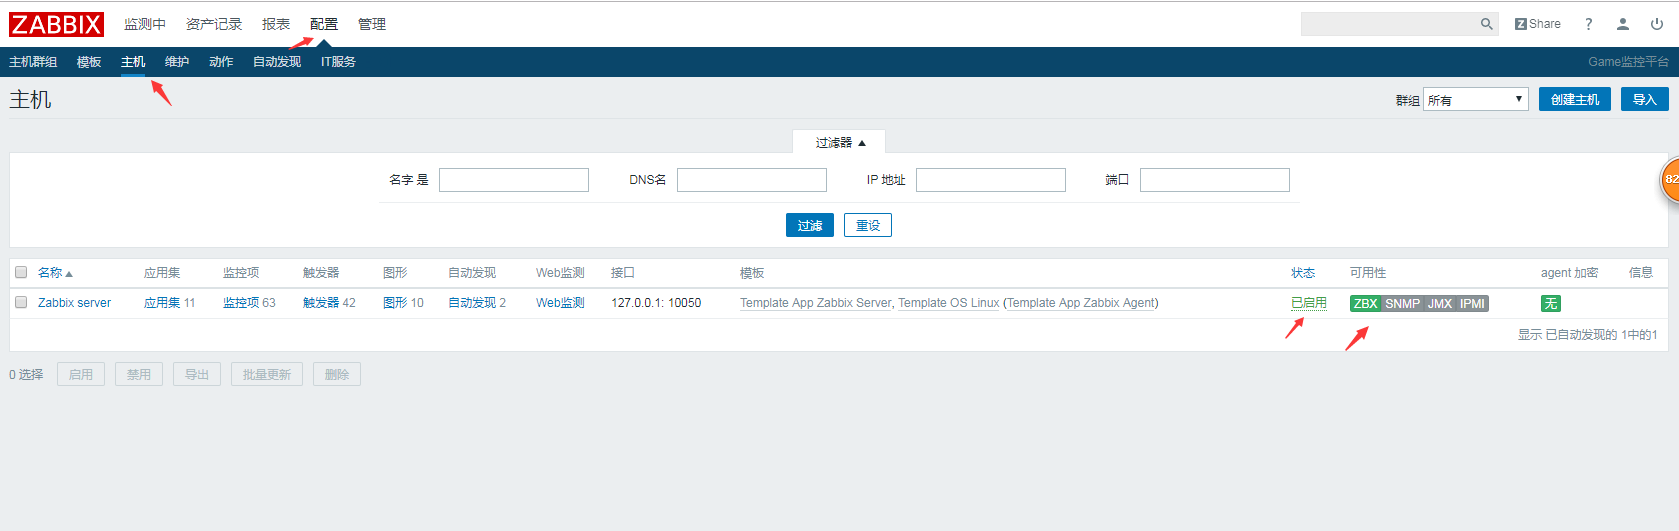 ZABBIX 监测中 资产记录 报表 配置 管理 Z Share ?
主机群组 模板 主机 维护 动作 自动发现 IT服务 Game监控平台
主机 群组 所有 创建主机 导入
过滤器
名字 是 DNS名 IP 地址 端口
82
过滤 重设
名称 应用集 监控项 触发器 图形 自动发现 Web监测 接口 模板 状态 可用性 agent 加密 信息
Zabbix server 应用集 11 监控项 63 触发器 42 图形 10 自动发现 2 Web监测 127.0.0.1: 10050 Template App Zabbix Server, Template OS Linux (Template App Zabbix Agent) 已启用 ZBX SNMP JMX IPMI 无
显示 已自动发现的 1中的1
0 选择 启用 禁用 导出 批量更新 删除